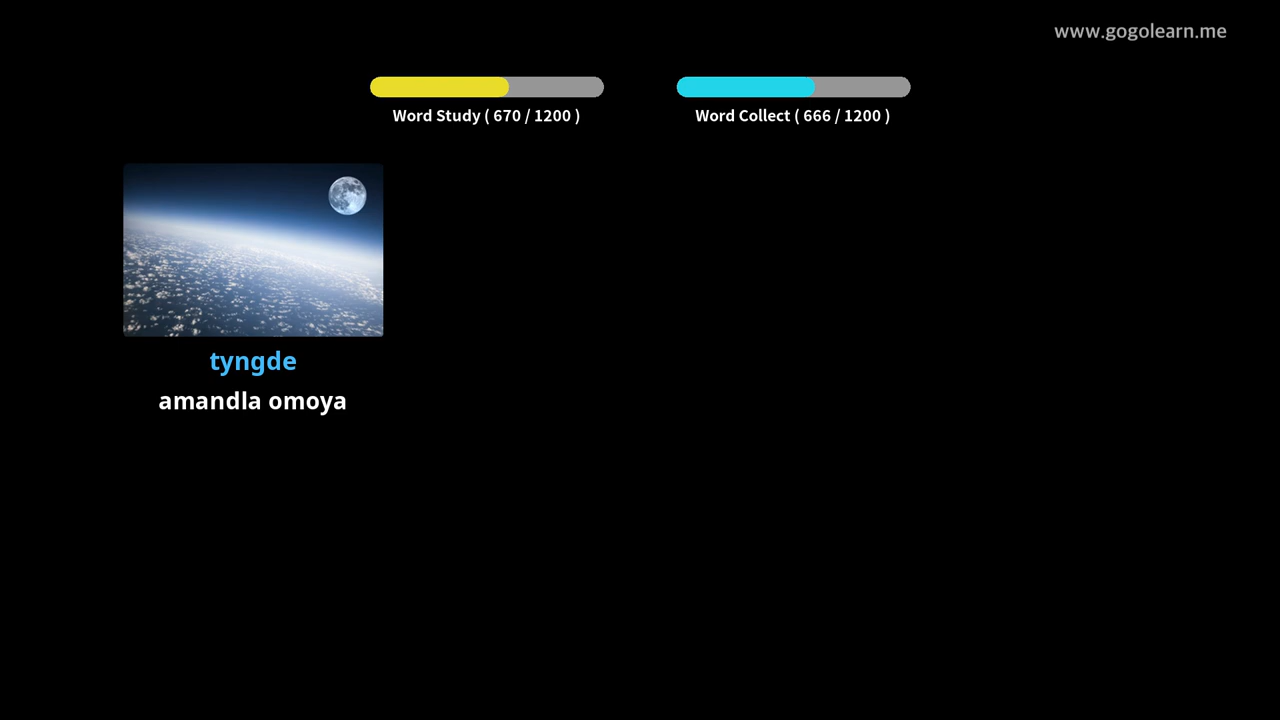 www.gogolearn.me
Word Study ( 670 / 1200 )
Word Collect ( 666 / 1200 )
tyngde
amandla omoya